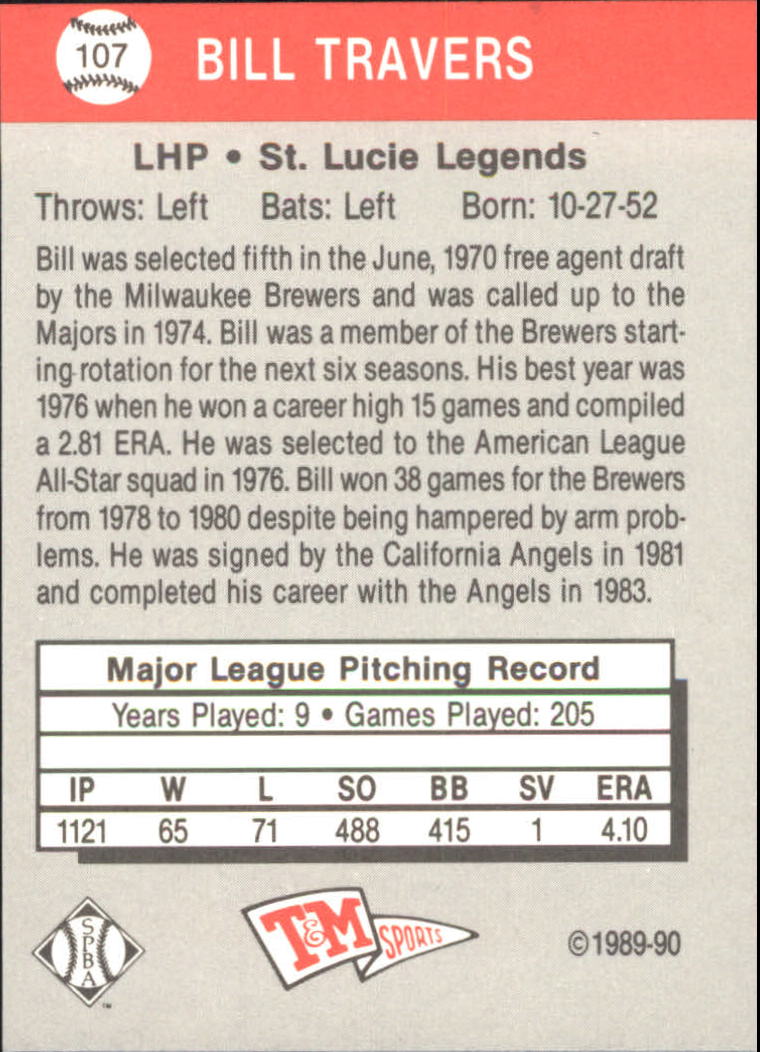 107
BILL TRAVERS
LHP • St. Lucie Legends
Throws: Left Bats: Left Born: 10-27-52
Bill was selected fifth in the June, 1970 free agent draft
by the Milwaukee Brewers and was called up to the
Majors in 1974. Bill was a member of the Brewers start-
ing rotation for the next six seasons. His best year was
1976 when he won a career high 15 games and compiled
a 2.81 ERA. He was selected to the American League
All-Star squad in 1976. Bill won 38 games for the Brewers
from 1978 to 1980 despite being hampered by arm prob-
lems. He was signed by the California Angels in 1981
and completed his career with the Angels in 1983.
Major League Pitching Record
Years Played: 9 • Games Played: 205
IP W L SO BB SV ERA
1121 65 71 488 415 1 4.10
SPBA
™
T&M
SPORTS
©1989-90